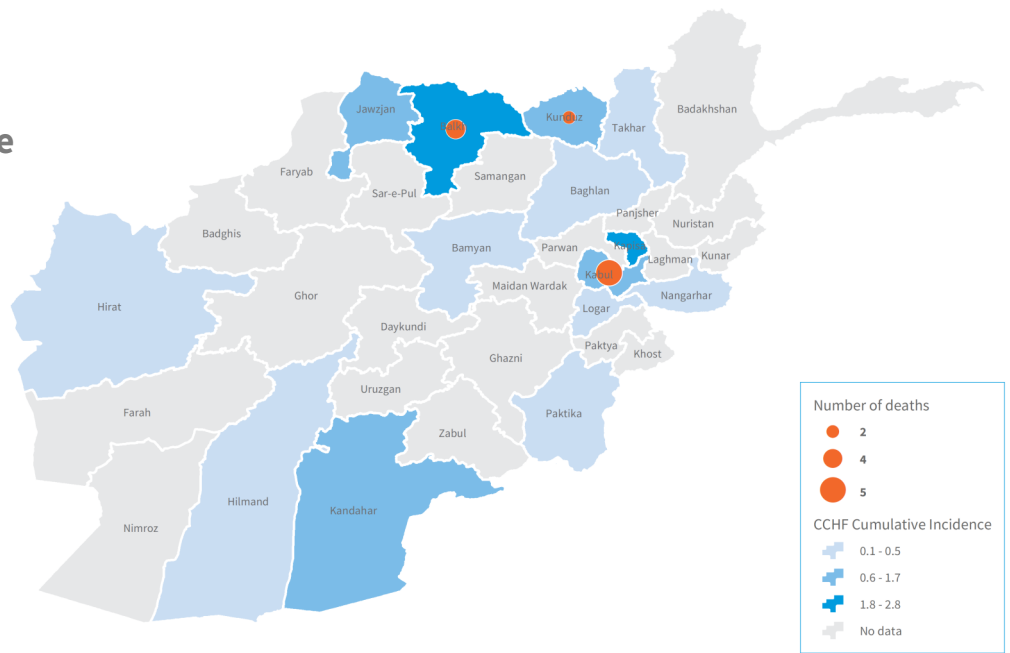 e
Badakhshan
Jawzjan
Kunduz
Takhar
Faryab
Samangan
Sar-e-Pul
Baghlan
Panjsher
Nuristan
Badghis
Bamyan
Parwan
Laghman
Kunar
Kabul
Maidan Wardak
Ghor
Nangarhar
Hirat
Logar
Daykundi
Paktya
Khost
Ghazni
Uruzgan
Farah
Paktika
Zabul
Hilmand
Kandahar
Nimroz
Number of deaths
2
4
5
CCHF Cumulative Incidence
0.1 - 0.5
0.6 - 1.7
1.8 - 2.8
No data